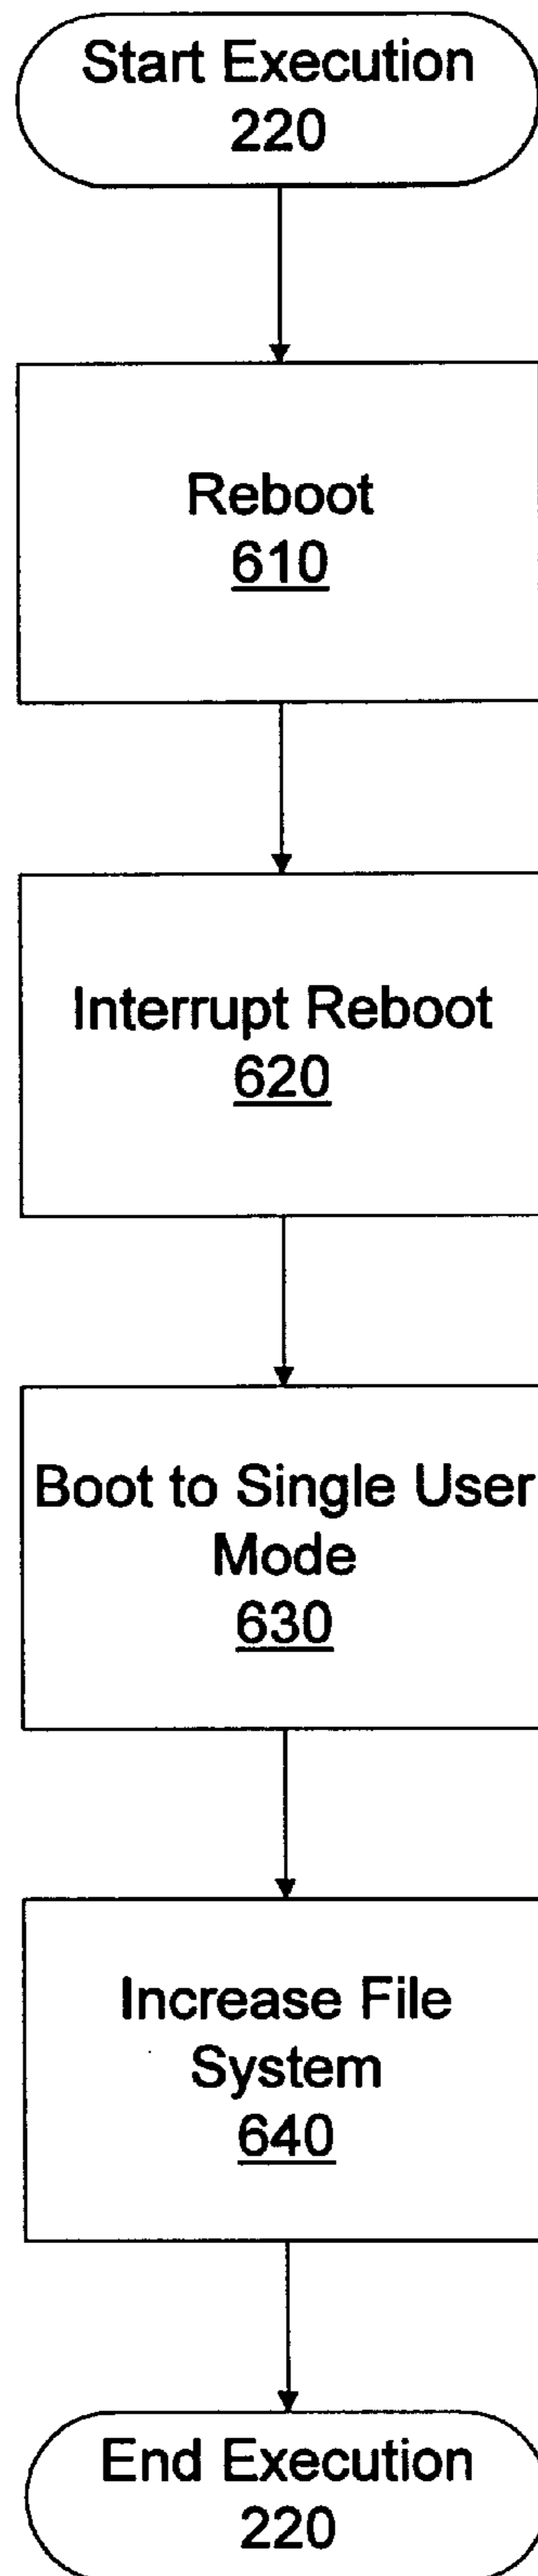 Start Execution
220
Reboot
610
Interrupt Reboot
620
Boot to Single User
Mode
630
Increase File
System
640
End Execution
220